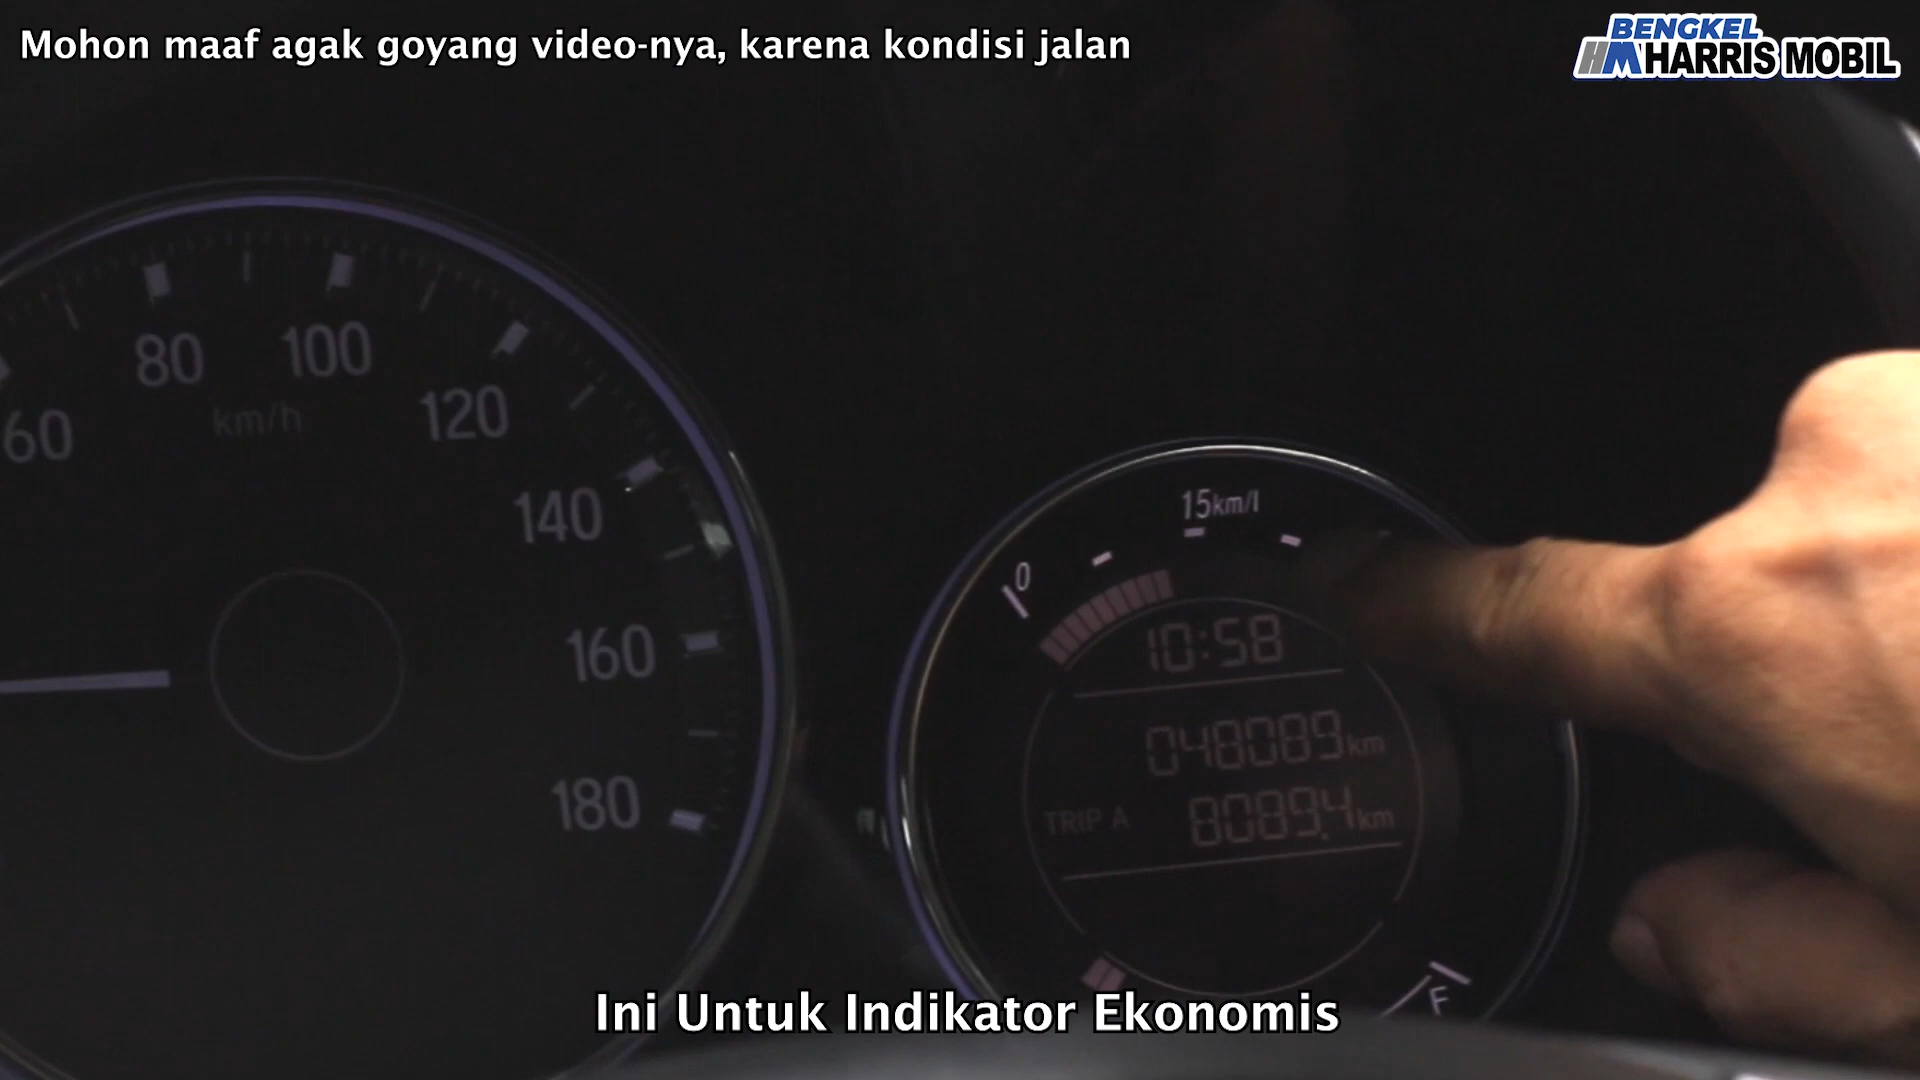 Mohon maaf agak goyang video-nya, karena kondisi jalan
BENGKEL
HM HARRIS MOBIL
60
80
100
120
140
160
180
km/h
0
15km/l
10:58
048089km
TRIP A 8089.4km
F
Ini Untuk Indikator Ekonomis